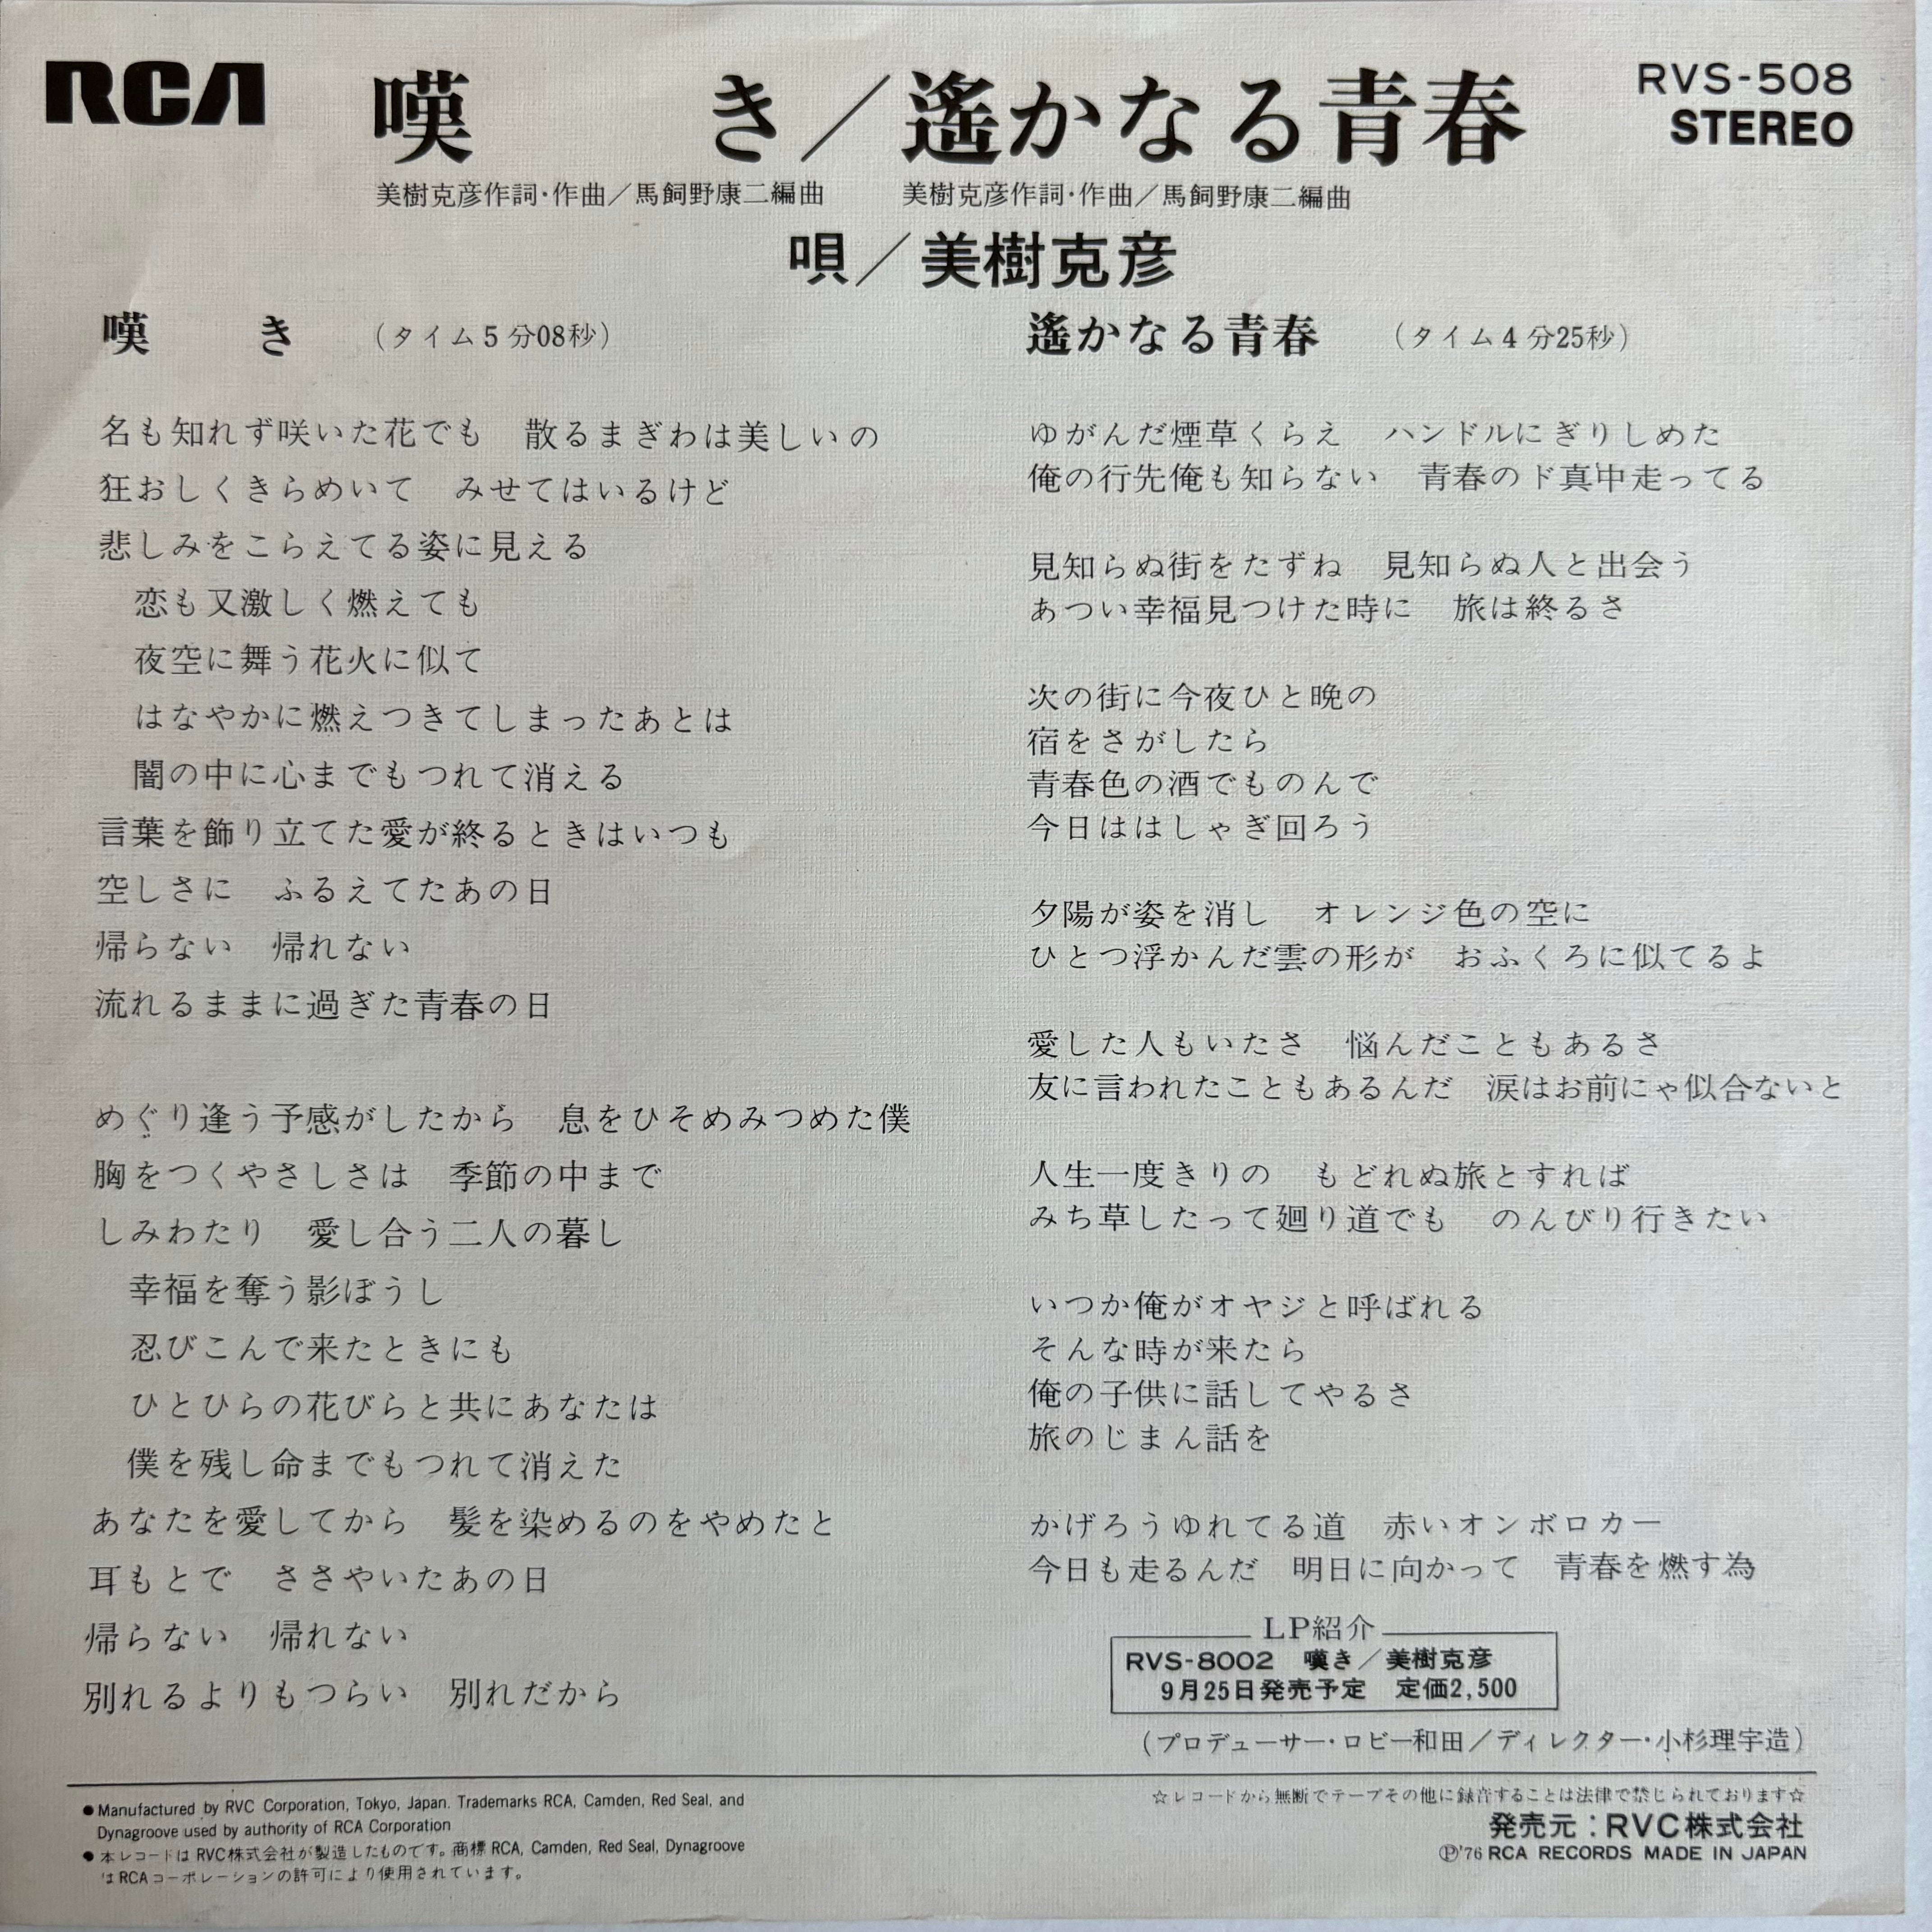 RCA
嘆　き／遙かなる青春
RVS-508
STEREO
美樹克彦作詞・作曲／馬飼野康二編曲　美樹克彦作詞・作曲／馬飼野康二編曲
唄／美樹克彦
嘆　き　（タイム5分08秒）
名も知れず咲いた花でも　散るまぎわは美しいの
狂おしくきらめいて　みせてはいるけど
悲しみをこらえてる姿に見える
恋も又激しく燃えても
夜空に舞う花火に似て
はなやかに燃えつきてしまったあとは
闇の中に心までもつれて消える
言葉を飾り立てた愛が終るときはいつも
空しさに　ふるえてたあの日
帰らない　帰れない
流れるままに過ぎた青春の日
めぐり逢う予感がしたから　息をひそめみつめた僕
胸をつくやさしさは　季節の中まで
しみわたり　愛し合う二人の暮し
幸福を奪う影ぼうし
忍びこんで来たときにも
ひとひらの花びらと共にあなたは
僕を残し命までもつれて消えた
あなたを愛してから　髪を染めるのをやめたと
耳もとで　ささやいたあの日
帰らない　帰れない
別れるよりもつらい　別れだから
遙かなる青春　（タイム4分25秒）
ゆがんだ煙草くらえ　ハンドルにぎりしめた
俺の行先俺も知らない　青春のド真中走ってる
見知らぬ街をたずね　見知らぬ人と出会う
あつい幸福見つけた時に　旅は終るさ
次の街に今夜ひと晩の
宿をさがしたら
青春色の酒でものんで
今日ははしゃぎ回ろう
夕陽が姿を消し　オレンジ色の空に
ひとつ浮かんだ雲の形が　おふくろに似てるよ
愛した人もいたさ　悩んだこともあるさ
友に言われたこともあるんだ　涙はお前にゃ似合ないと
人生一度きりの　もどれぬ旅とすれば
みち草したって廻り道でも　のんびり行きたい
いつか俺がオヤジと呼ばれる
そんな時が来たら
俺の子供に話してやるさ
旅のじまん話を
かげろうゆれてる道　赤いオンボロカー
今日も走るんだ　明日に向かって　青春を燃す為
LP紹介
RVS-8002　嘆き／美樹克彦
9月25日発売予定　定価2,500
（プロデューサー・ロビー和田／ディレクター・小杉理宇造）
●Manufactured by RVC Corporation, Tokyo, Japan. Trademarks RCA, Camden, Red Seal, and
Dynagroove used by authority of RCA Corporation
●本レコードはRVC株式会社が製造したものです。商標RCA, Camden, Red Seal, Dynagroove
はRCAコーポレーションの許可により使用されています。
☆レコードから無断でテープその他に録音することは法律で禁じられております☆
発売元：RVC株式会社
Ⓟ'76 RCA RECORDS MADE IN JAPAN